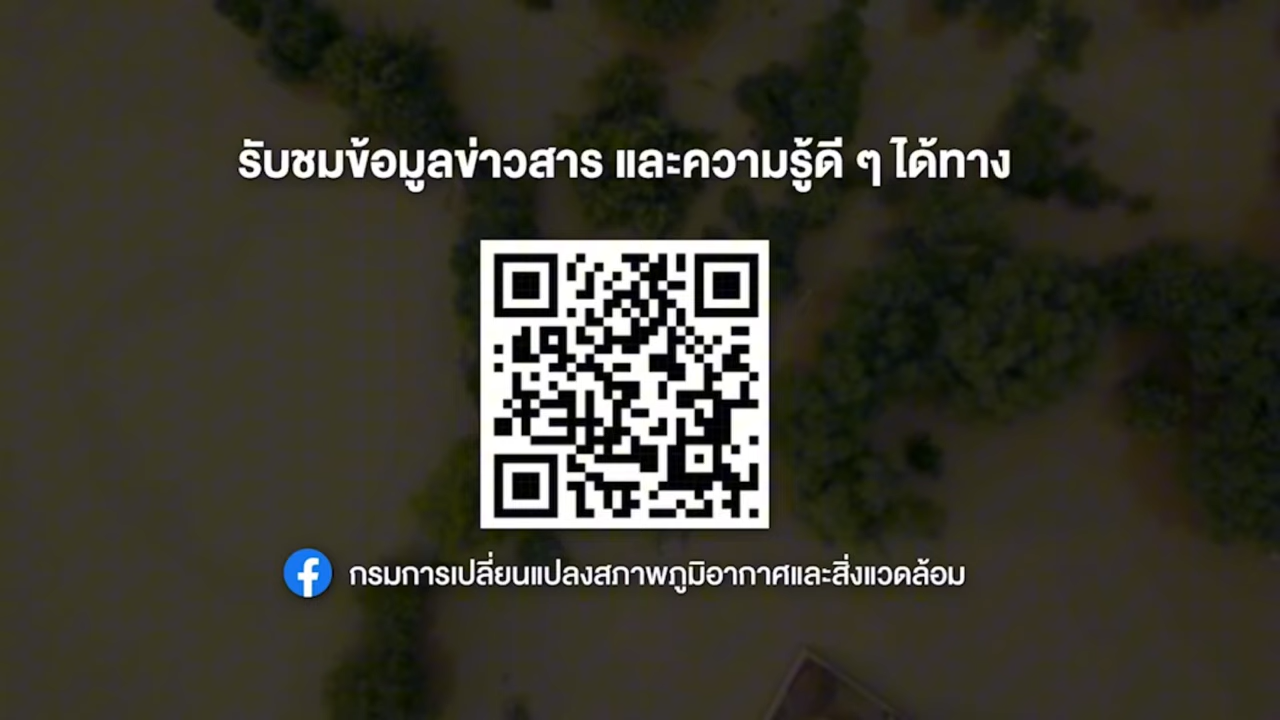 รับชมข้อมูลข่าวสาร และความรู้ดี ๆ ได้ทาง
กรมการเปลี่ยนแปลงสภาพภูมิอากาศและสิ่งแวดล้อม